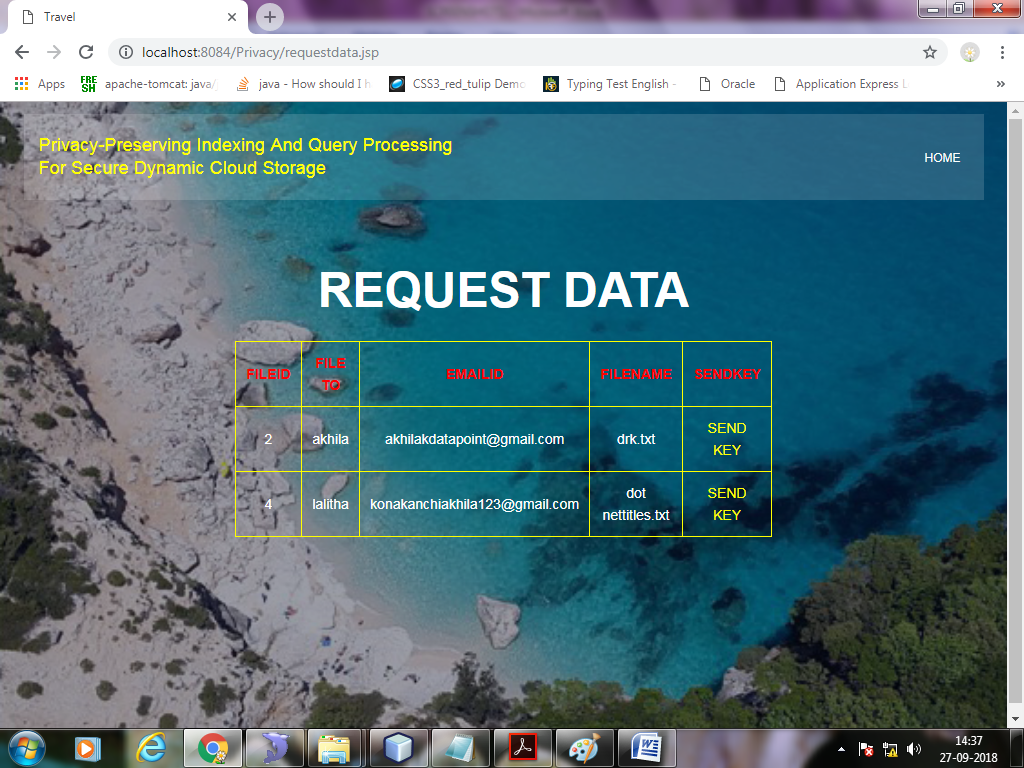 Travel
localhost:8084/Privacy/requestdata.jsp
Apps
FRE SH
apache-tomcat: java/
java - How should I h
CSS3_red_tulip Demo
Typing Test English -
Oracle
Application Express
»
Privacy-Preserving Indexing And Query Processing
For Secure Dynamic Cloud Storage
HOME
REQUEST DATA
FILEID FILE TO EMAILID FILENAME SENDKEY
2 akhila akhilakdatapoint@gmail.com drk.txt SEND KEY
4 lalitha konakanchiakhila123@gmail.com dot nettitles.txt SEND KEY
14:37
27-09-2018